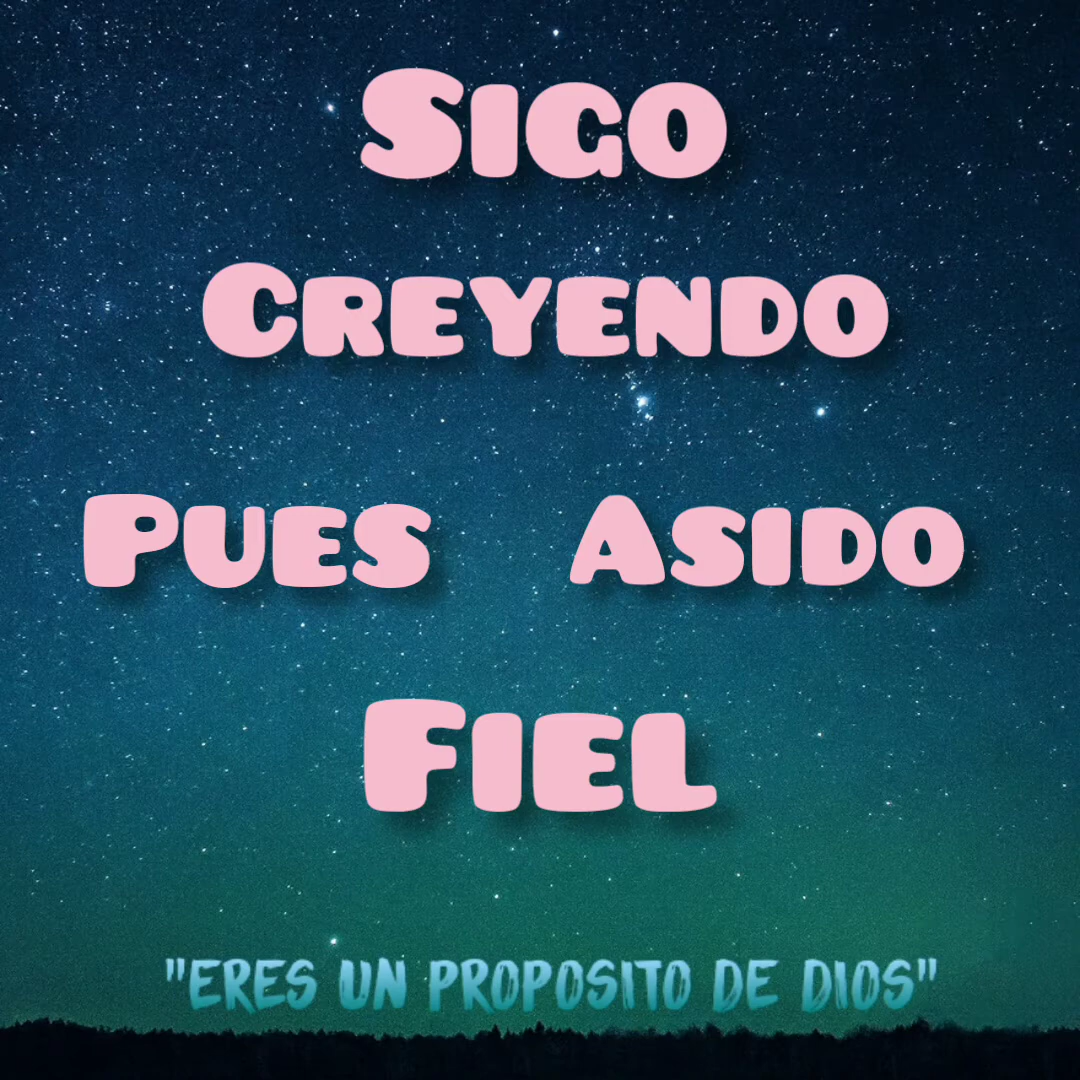 SIGO
CREYENDO
PUES ASIDO
FIEL
"ERES UN PROPOSITO DE DIOS"